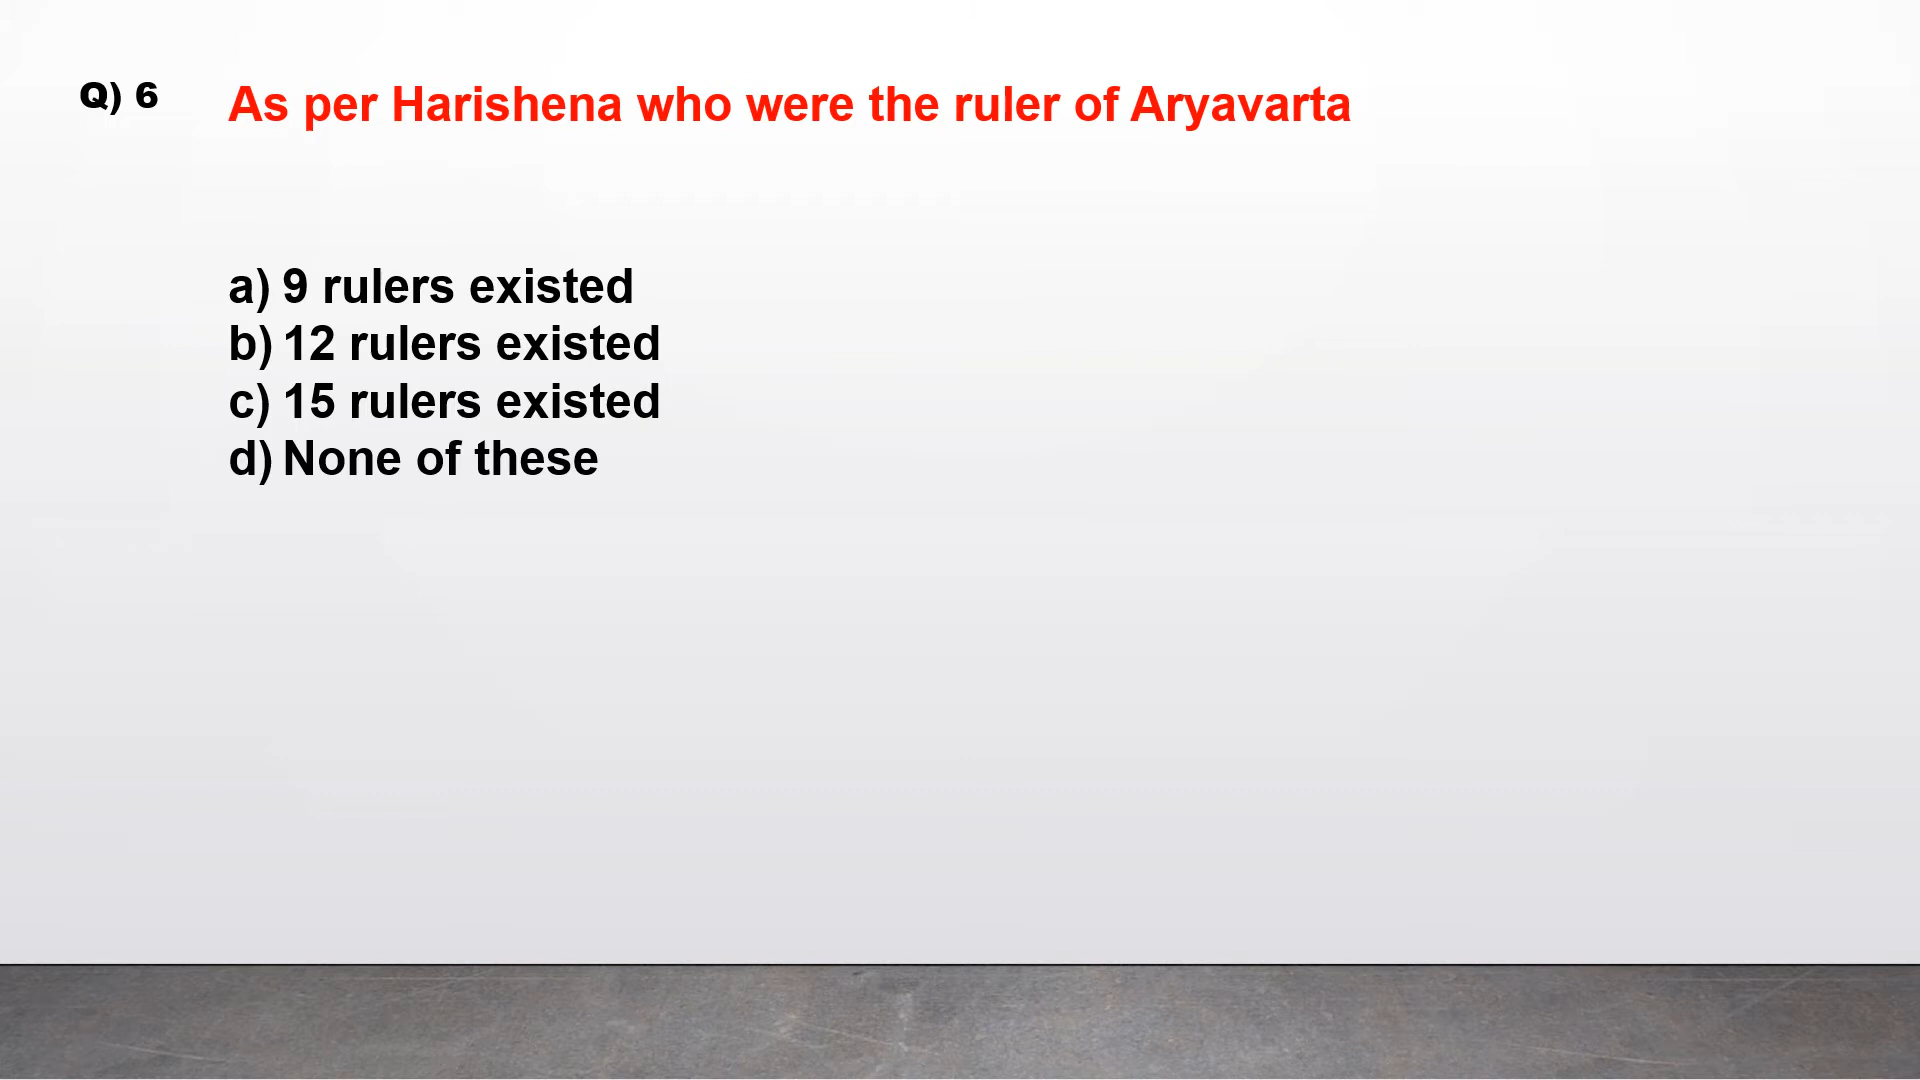 Q) 6 As per Harishena who were the ruler of Aryavarta
a) 9 rulers existed
b) 12 rulers existed
c) 15 rulers existed
d) None of these